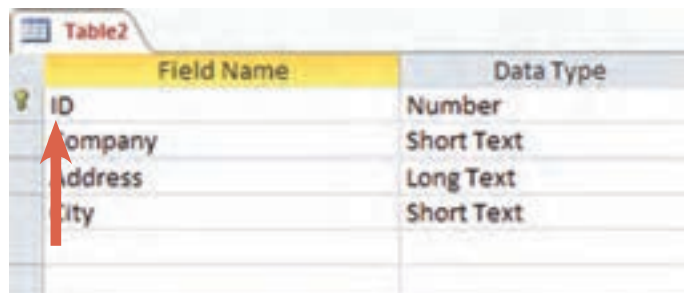 Table2
Field Name Data Type
ID Number
Company Short Text
Address Long Text
City Short Text